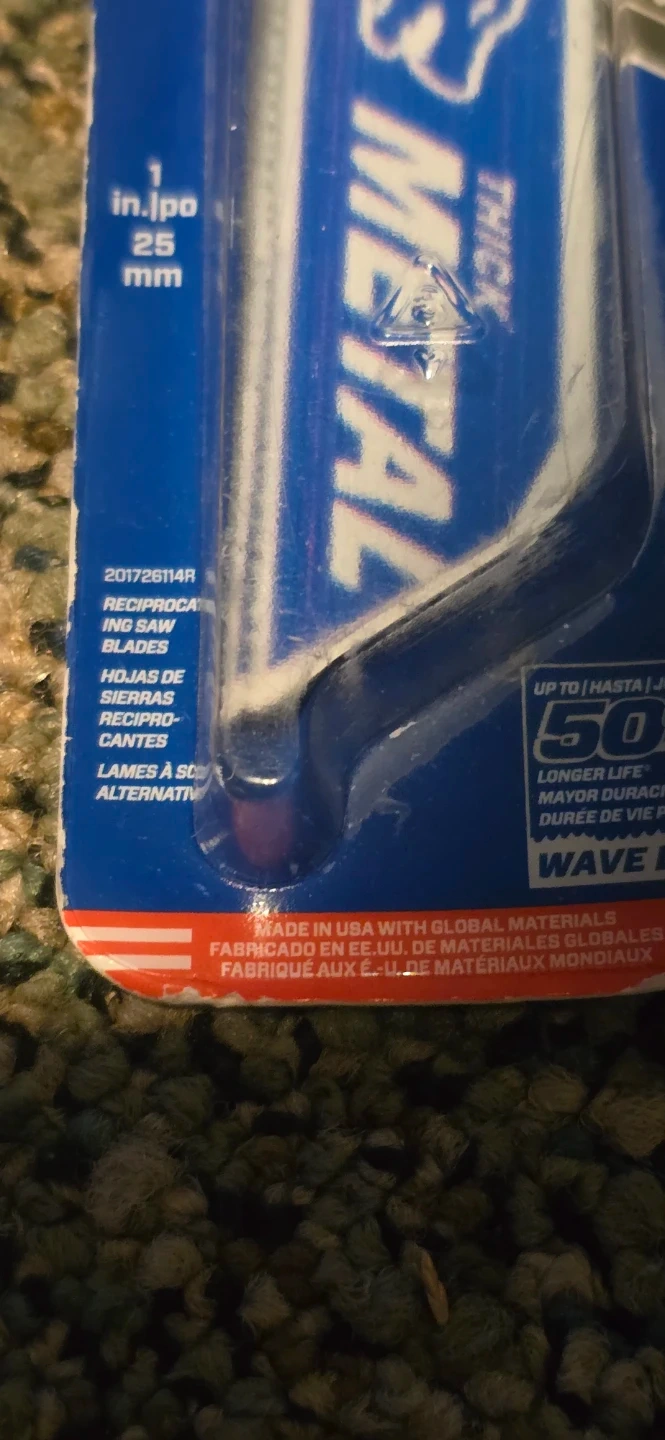 1
in.|po
25
mm
THICK
METAL
201726114R
RECIPROCAT
ING SAW
BLADES
HOJAS DE
SIERRAS
RECIPRO-
CANTES
LAMES À SC
ALTERNATIV
UP TO | HASTA | J
50
LONGER LIFE*
MAYOR DURACI
DURÉE DE VIE P
WAVE
MADE IN USA WITH GLOBAL MATERIALS
FABRICADO EN EE.UU. DE MATERIALES GLOBALES
FABRIQUÉ AUX É.-U. DE MATÉRIAUX MONDIAUX